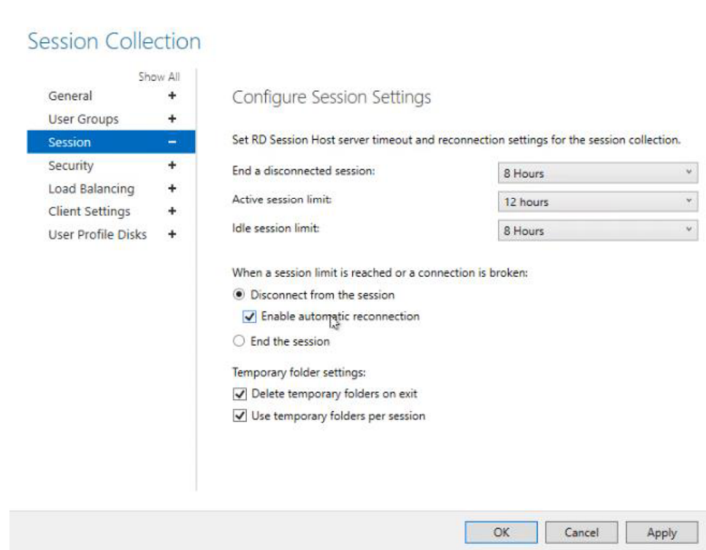 Session Collection
Show All
General +
User Groups +
Session –
Security +
Load Balancing +
Client Settings +
User Profile Disks +
Configure Session Settings
Set RD Session Host server timeout and reconnection settings for the session collection.
End a disconnected session: 8 Hours
Active session limit: 12 hours
Idle session limit: 8 Hours
When a session limit is reached or a connection is broken:
Disconnect from the session
Enable automatic reconnection
End the session
Temporary folder settings:
Delete temporary folders on exit
Use temporary folders per session
OK Cancel Apply